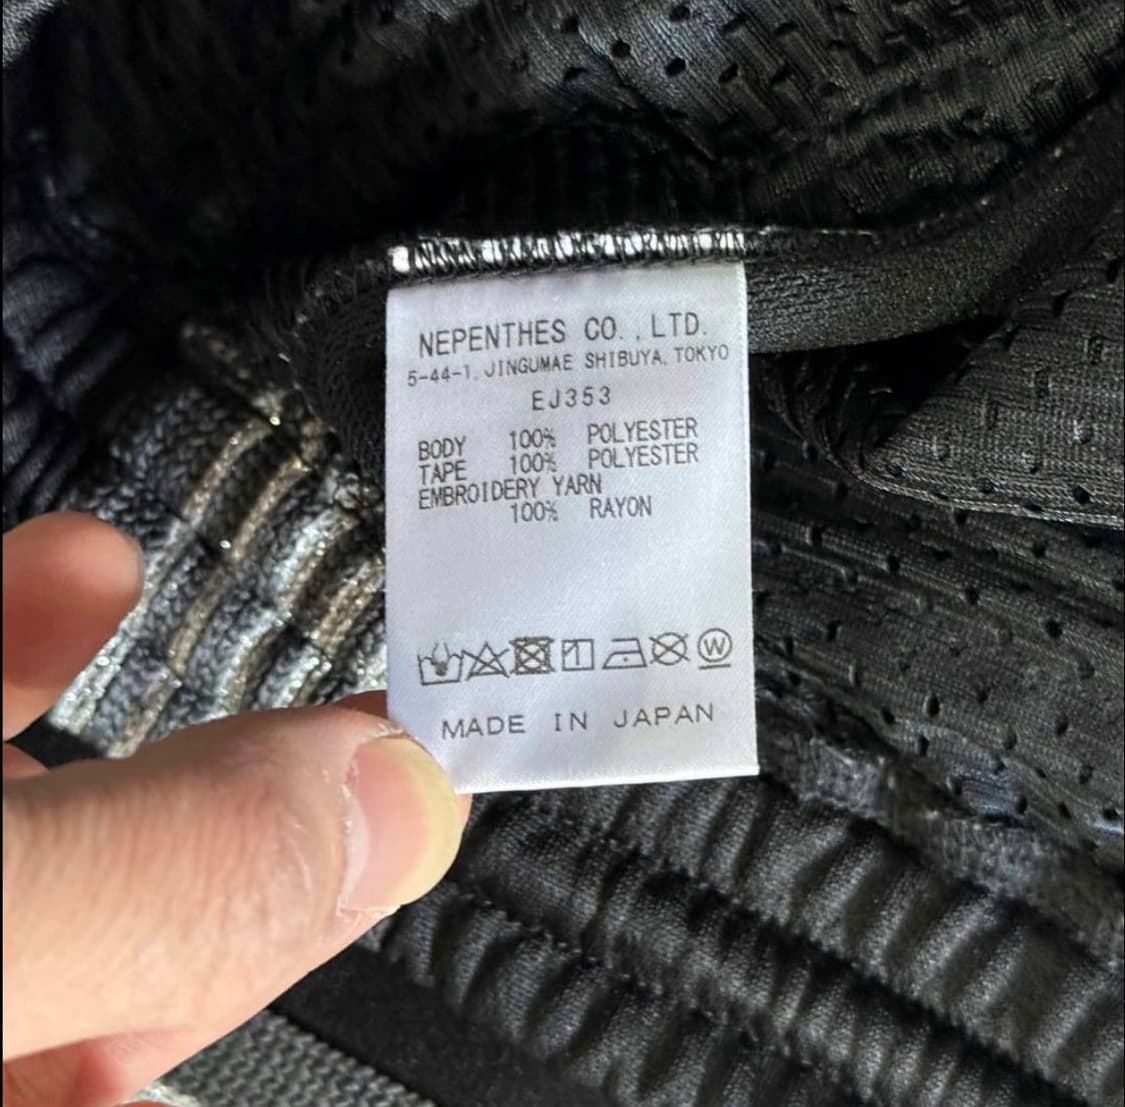 NEPENTHES CO., LTD.
5-44-1, JINGUMAE SHIBUYA, TOKYO
EJ353
BODY 100% POLYESTER
TAPE 100% POLYESTER
EMBROIDERY YARN
100% RAYON
W
MADE IN JAPAN